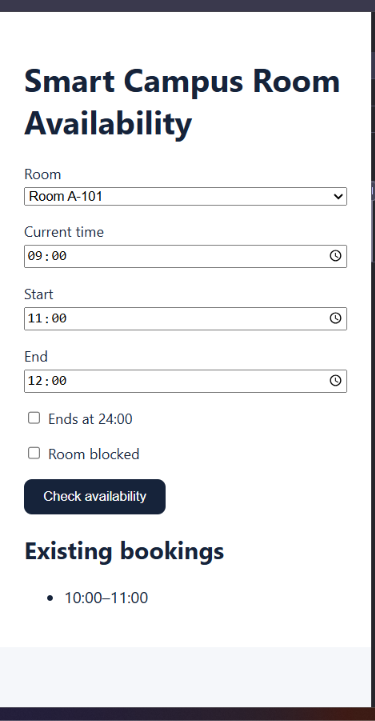 Smart Campus Room
Availability
Room
Room A-101
Current time
09:00
Start
11:00
End
12:00
Ends at 24:00
Room blocked
Check availability
Existing bookings
10:00–11:00